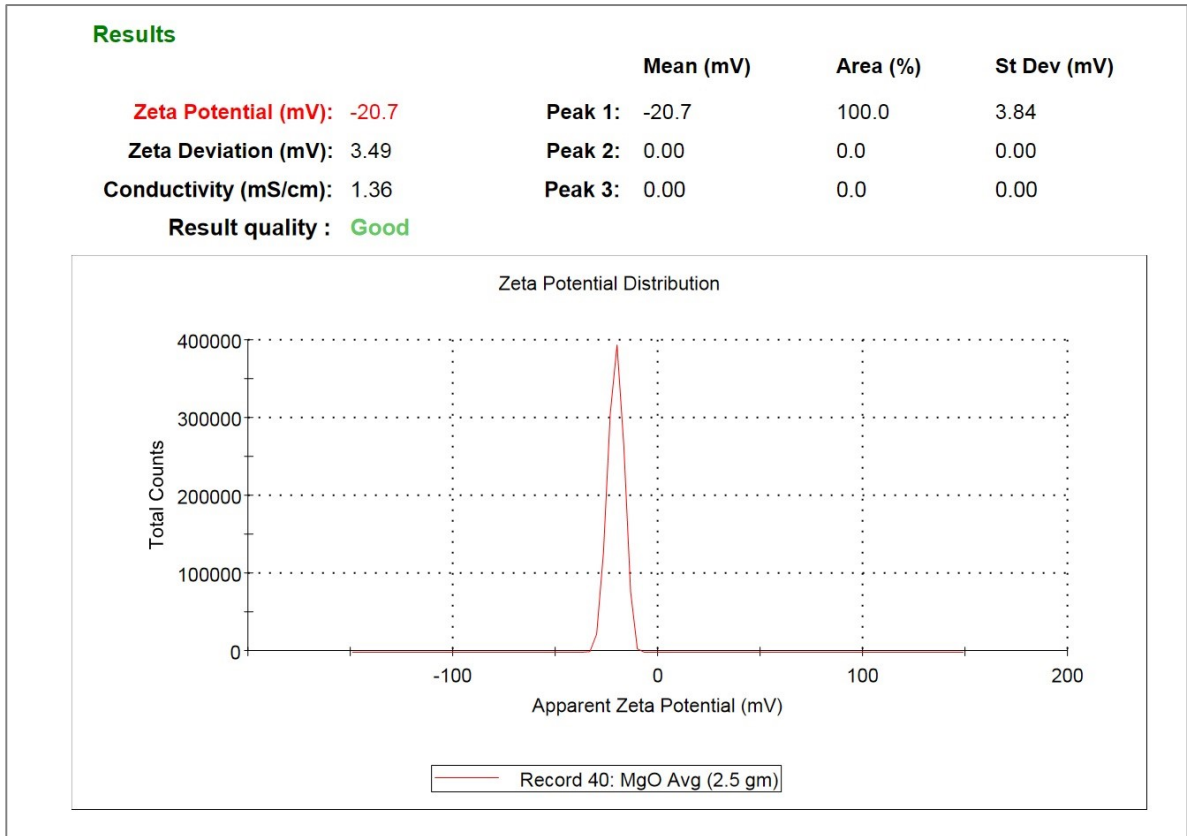 Results
Mean (mV) Area (%) St Dev (mV)
Zeta Potential (mV): -20.7 Peak 1: -20.7 100.0 3.84
Zeta Deviation (mV): 3.49 Peak 2: 0.00 0.0 0.00
Conductivity (mS/cm): 1.36 Peak 3: 0.00 0.0 0.00
Result quality : Good
Zeta Potential Distribution
400000
300000
200000
100000
0
Total Counts
-100 0 100 200
Apparent Zeta Potential (mV)
Record 40: MgO Avg (2.5 gm)